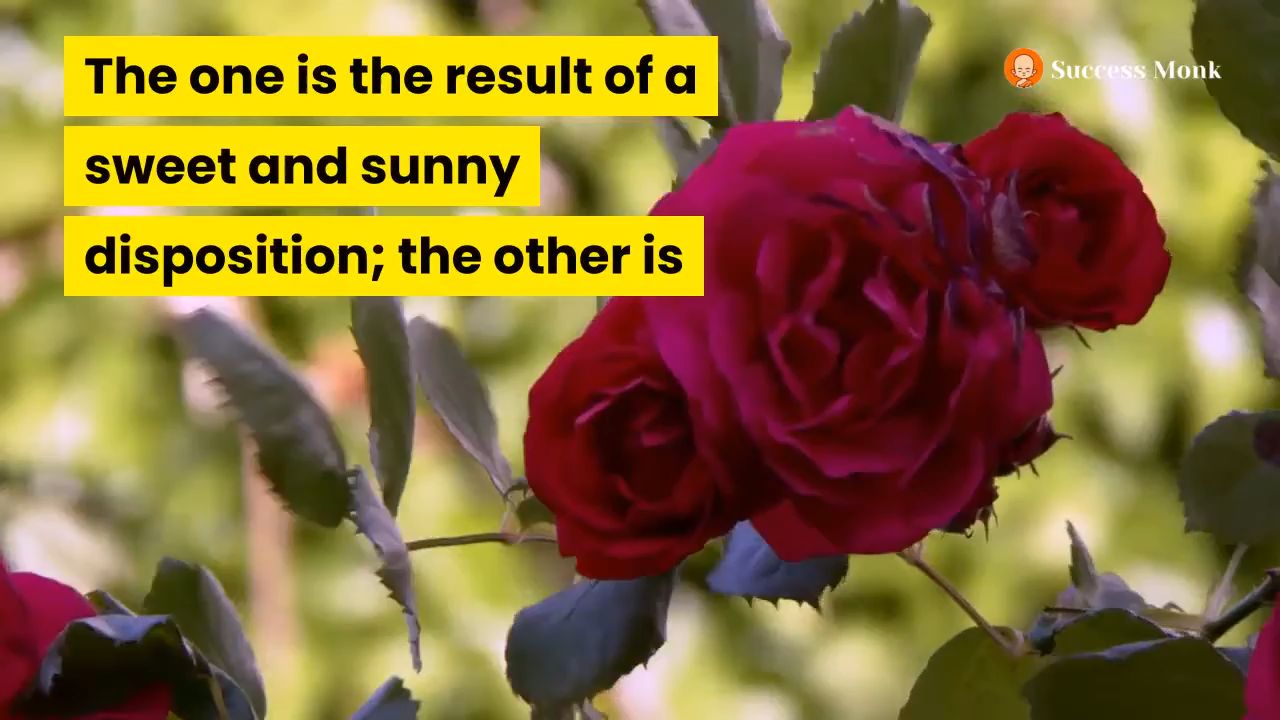 The one is the result of a
sweet and sunny
disposition; the other is
Success Monk